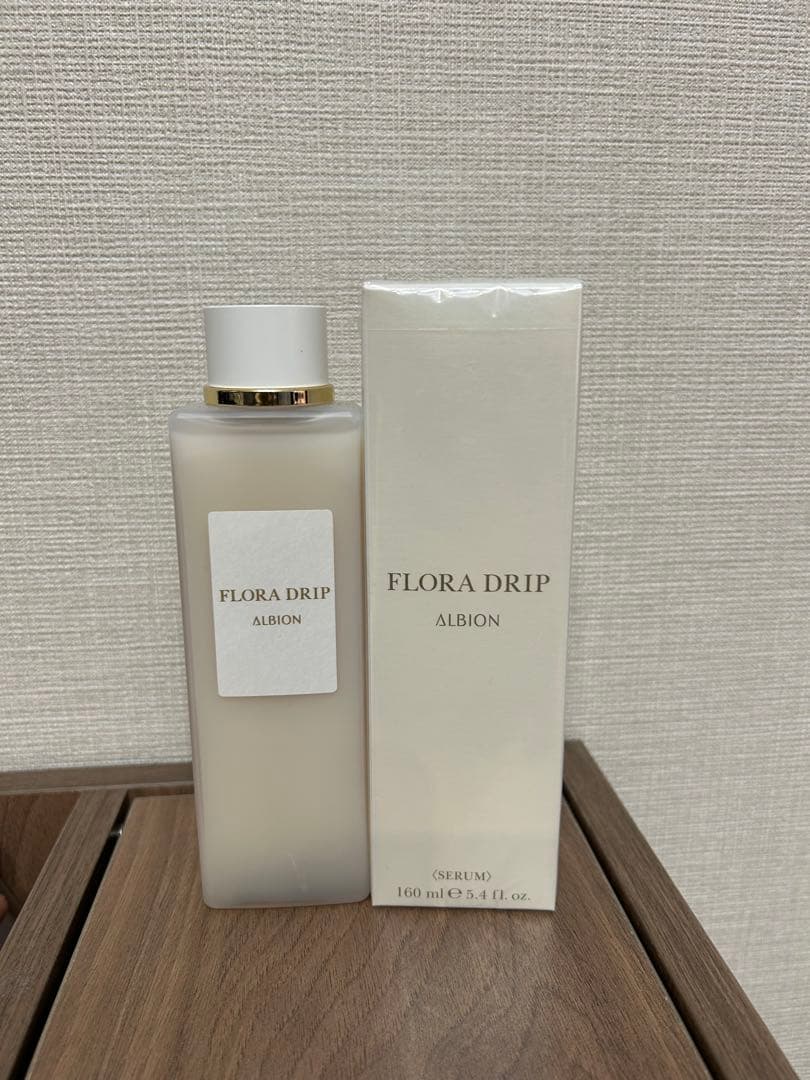 FLORA DRIP
ALBION
FLORA DRIP
ALBION
〈SERUM〉
160 ml ℮ 5.4 fl. oz.